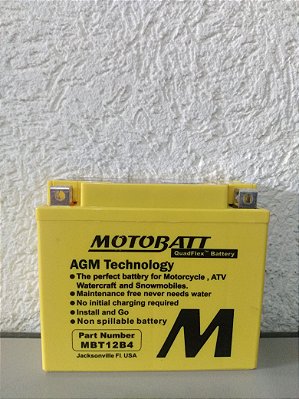 MOTOBATT
QuadFlex™ Battery
AGM Technology
● The perfect battery for Motorcycle , ATV
Watercraft and Snowmobiles.
● Maintenance free never needs water
● No initial charging required
● Install and Go
● Non spillable battery
Part Number
MBT12B4
Jacksonville Fl. USA
M